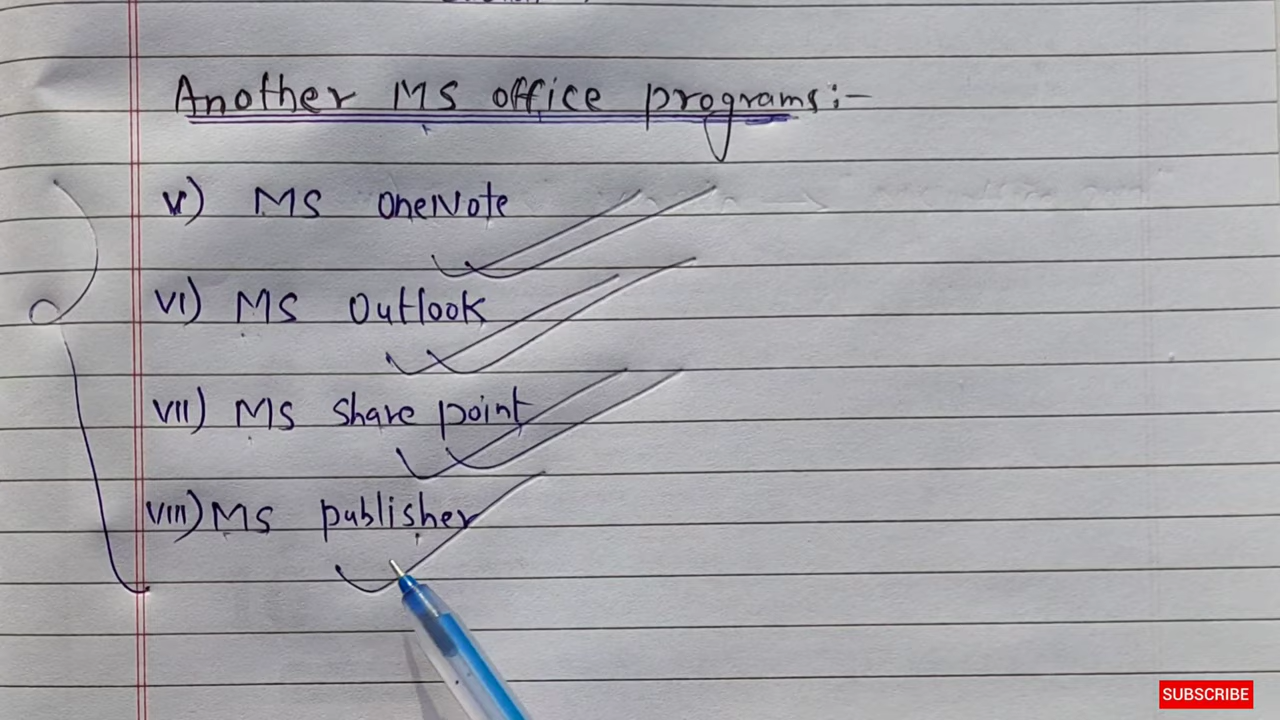 Another MS office programs:-
V) MS OneNote
VI) MS Outlook
VII) MS Share point
VIII) MS publisher
SUBSCRIBE